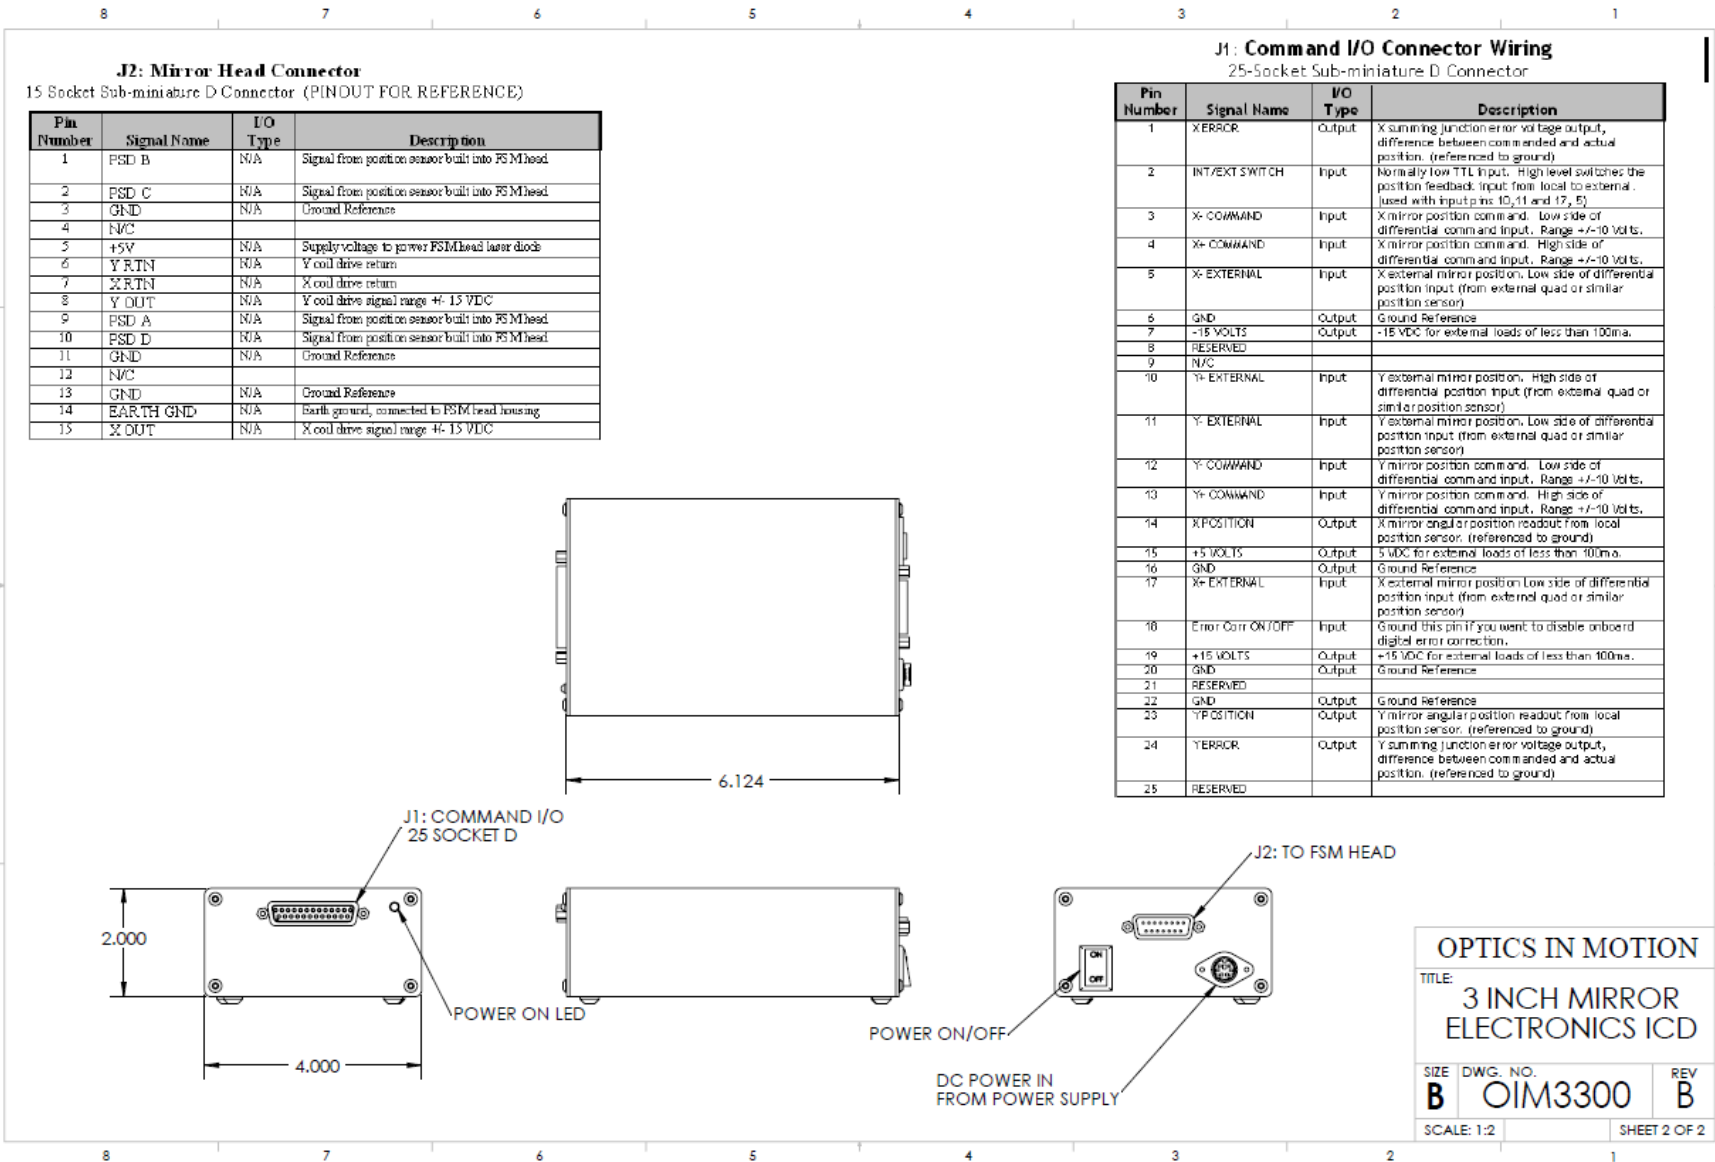 8 7 6 5 4 3 2 1
J2: Mirror Head Connector
15 Socket Sub-miniature D Connector (PINOUT FOR REFERENCE)
Pin Number Signal Name I/O Type Description
1 PSD B N/A Signal from position sensor built into FSM head
2 PSD C N/A Signal from position sensor built into FSM head
3 GND N/A Ground Reference
4 N/C
5 +5V N/A Supply voltage to power FSM head laser diode
6 Y RTN N/A Y coil drive return
7 X RTN N/A X coil drive return
8 Y OUT N/A Y coil drive signal range +/- 15 VDC
9 PSD A N/A Signal from position sensor built into FSM head
10 PSD D N/A Signal from position sensor built into FSM head
11 GND N/A Ground Reference
12 N/C
13 GND N/A Ground Reference
14 EARTH GND N/A Earth ground, connected to FSM head housing
15 X OUT N/A X coil drive signal range +/- 15 VDC
J1: Command I/O Connector Wiring
25-Socket Sub-miniature D Connector
Pin Number Signal Name I/O Type Description
1 X ERROR Output X summing junction error voltage output,
difference between commanded and actual
position. (referenced to ground)
2 INT/EXT SWITCH Input Normally low TTL input. High level switches the
position feedback input from local to external.
(used with input pins 10,11 and 17, 5)
3 X- COMMAND Input X mirror position command. Low side of
differential command input. Range +/-10 Volts.
4 X+ COMMAND Input X mirror position command. High side of
differential command input. Range +/-10 Volts.
5 X- EXTERNAL Input X external mirror position. Low side of differential
position input (from external quad or similar
position sensor)
6 GND Output Ground Reference
7 -15 VOLTS Output -15 VDC for external loads of less than 100ma.
8 RESERVED
9 N/C
10 Y+ EXTERNAL Input Y external mirror position. High side of
differential position input (from external quad or
similar position sensor)
11 Y- EXTERNAL Input Y external mirror position. Low side of differential
position input (from external quad or similar
position sensor)
12 Y- COMMAND Input Y mirror position command. Low side of
differential command input. Range +/-10 Volts.
13 Y+ COMMAND Input Y mirror position command. High side of
differential command input. Range +/-10 Volts.
14 X POSITION Output X mirror angular position readout from local
position sensor. (referenced to ground)
15 +5 VOLTS Output 5 VDC for external loads of less than 100ma.
16 GND Output Ground Reference
17 X+ EXTERNAL Input X external mirror position Low side of differential
position input (from external quad or similar
position sensor)
18 Error Corr ON/OFF Input Ground this pin if you want to disable onboard
digital error correction.
19 +15 VOLTS Output +15 VDC for external loads of less than 100ma.
20 GND Output Ground Reference
21 RESERVED
22 GND Output Ground Reference
23 Y POSITION Output Y mirror angular position readout from local
position sensor. (referenced to ground)
24 Y ERROR Output Y summing junction error voltage output,
difference between commanded and actual
position. (referenced to ground)
25 RESERVED
6.124
J1: COMMAND I/O
25 SOCKET D
2.000
4.000
POWER ON LED
J2: TO FSM HEAD
ON
OFF
POWER ON/OFF
DC POWER IN
FROM POWER SUPPLY
OPTICS IN MOTION
TITLE:
3 INCH MIRROR
ELECTRONICS ICD
SIZE DWG. NO. REV
B OIM3300 B
SCALE: 1:2 SHEET 2 OF 2
8 7 6 5 4 3 2 1